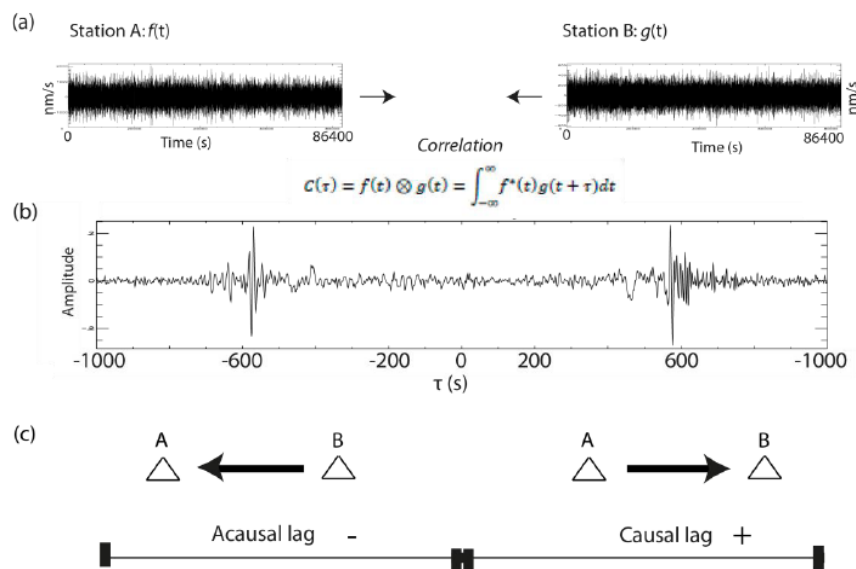 (a)
Station A: f(t)
Station B: g(t)
nm/s
nm/s
0
86400
0
86400
Time (s)
Time (s)
Correlation
C(τ) = f(t) ⊗ g(t) = ∫_{-∞}^{∞} f*(t)g(t + τ)dt
(b)
Amplitude
0
-1000 -600 -200 0 200 600 -1000
τ (s)
(c)
A B A B
Acausal lag - Causal lag +